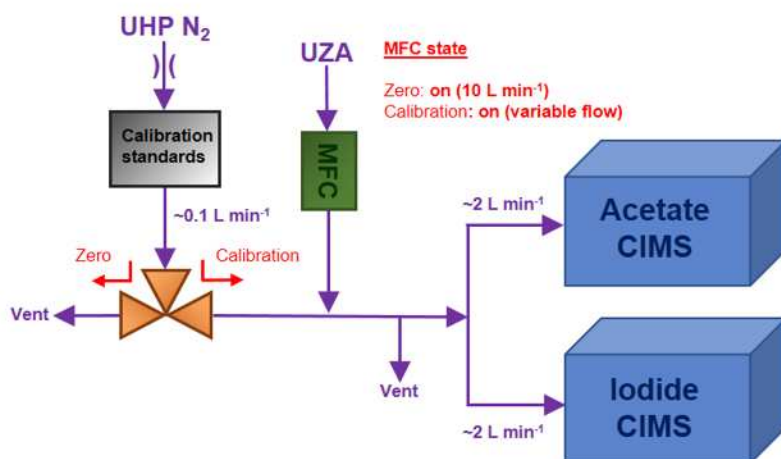 UHP N₂
UZA
MFC state
Zero: on (10 L min⁻¹)
Calibration: on (variable flow)
Calibration
standards
MFC
~0.1 L min⁻¹
Zero
Calibration
Vent
Vent
~2 L min⁻¹
Acetate
CIMS
~2 L min⁻¹
Iodide
CIMS